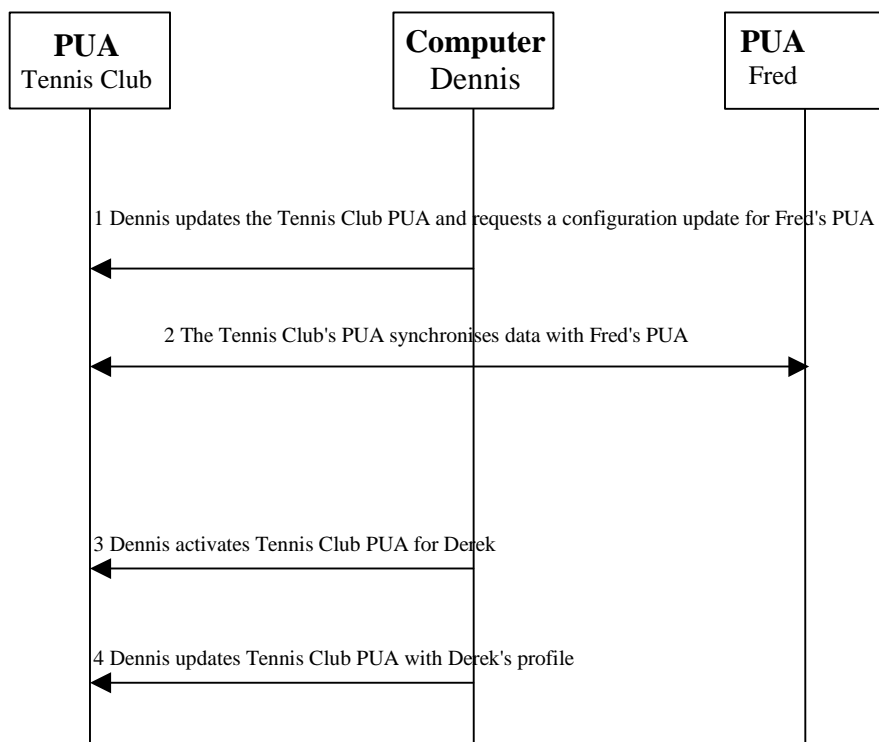 PUA
Tennis Club
Computer
Dennis
PUA
Fred
1 Dennis updates the Tennis Club PUA and requests a configuration update for Fred's PUA
2 The Tennis Club's PUA synchronises data with Fred's PUA
3 Dennis activates Tennis Club PUA for Derek
4 Dennis updates Tennis Club PUA with Derek's profile